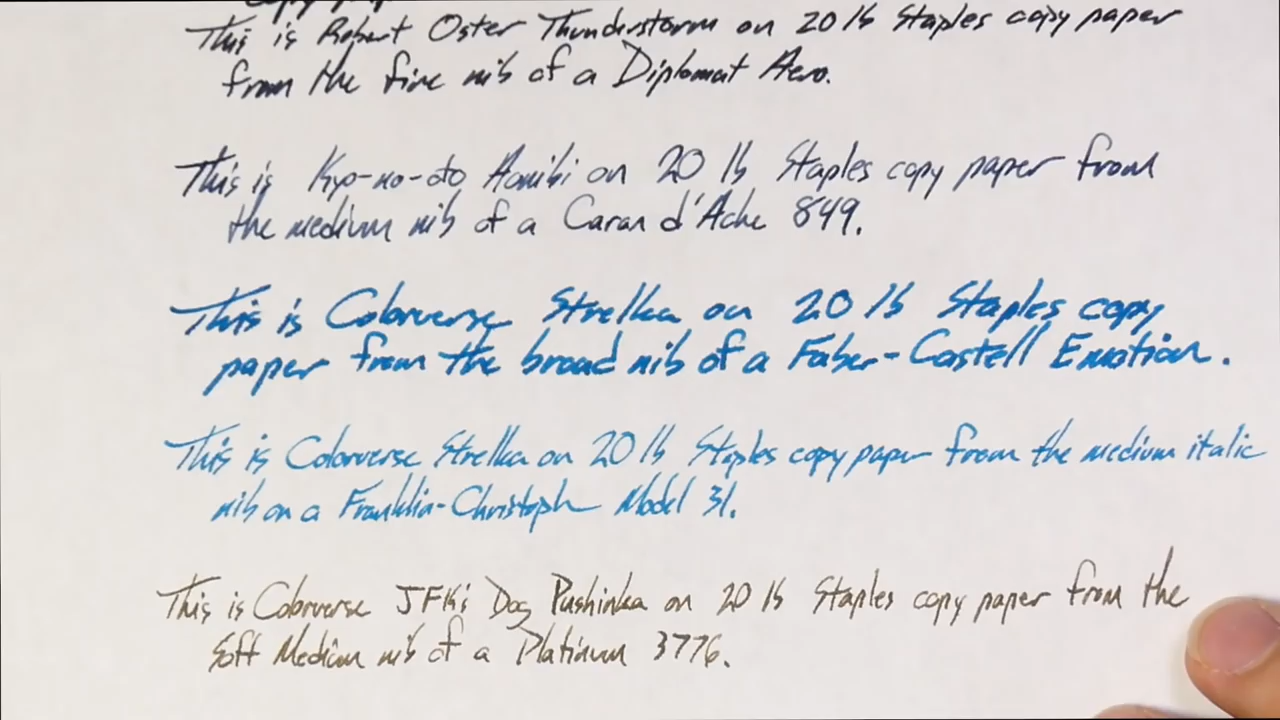 This is Robert Oster Thunderstorm on 20 lb Staples copy paper
from the fine nib of a Diplomat Aero.
This is Kyo-no-oto Aonibi on 20 lb Staples copy paper from
the medium nib of a Caran d'Ache 849.
This is Colorverse Strelka on 20 lb Staples copy
paper from the broad nib of a Faber-Castell Emotion.
This is Colorverse Strelka on 20 lb Staples copy paper from the medium italic
nib on a Franklin-Christoph Model 31.
This is Colorverse JFK's Dog Pushinka on 20 lb Staples copy paper from the
Soft Medium nib of a Platinum 3776.